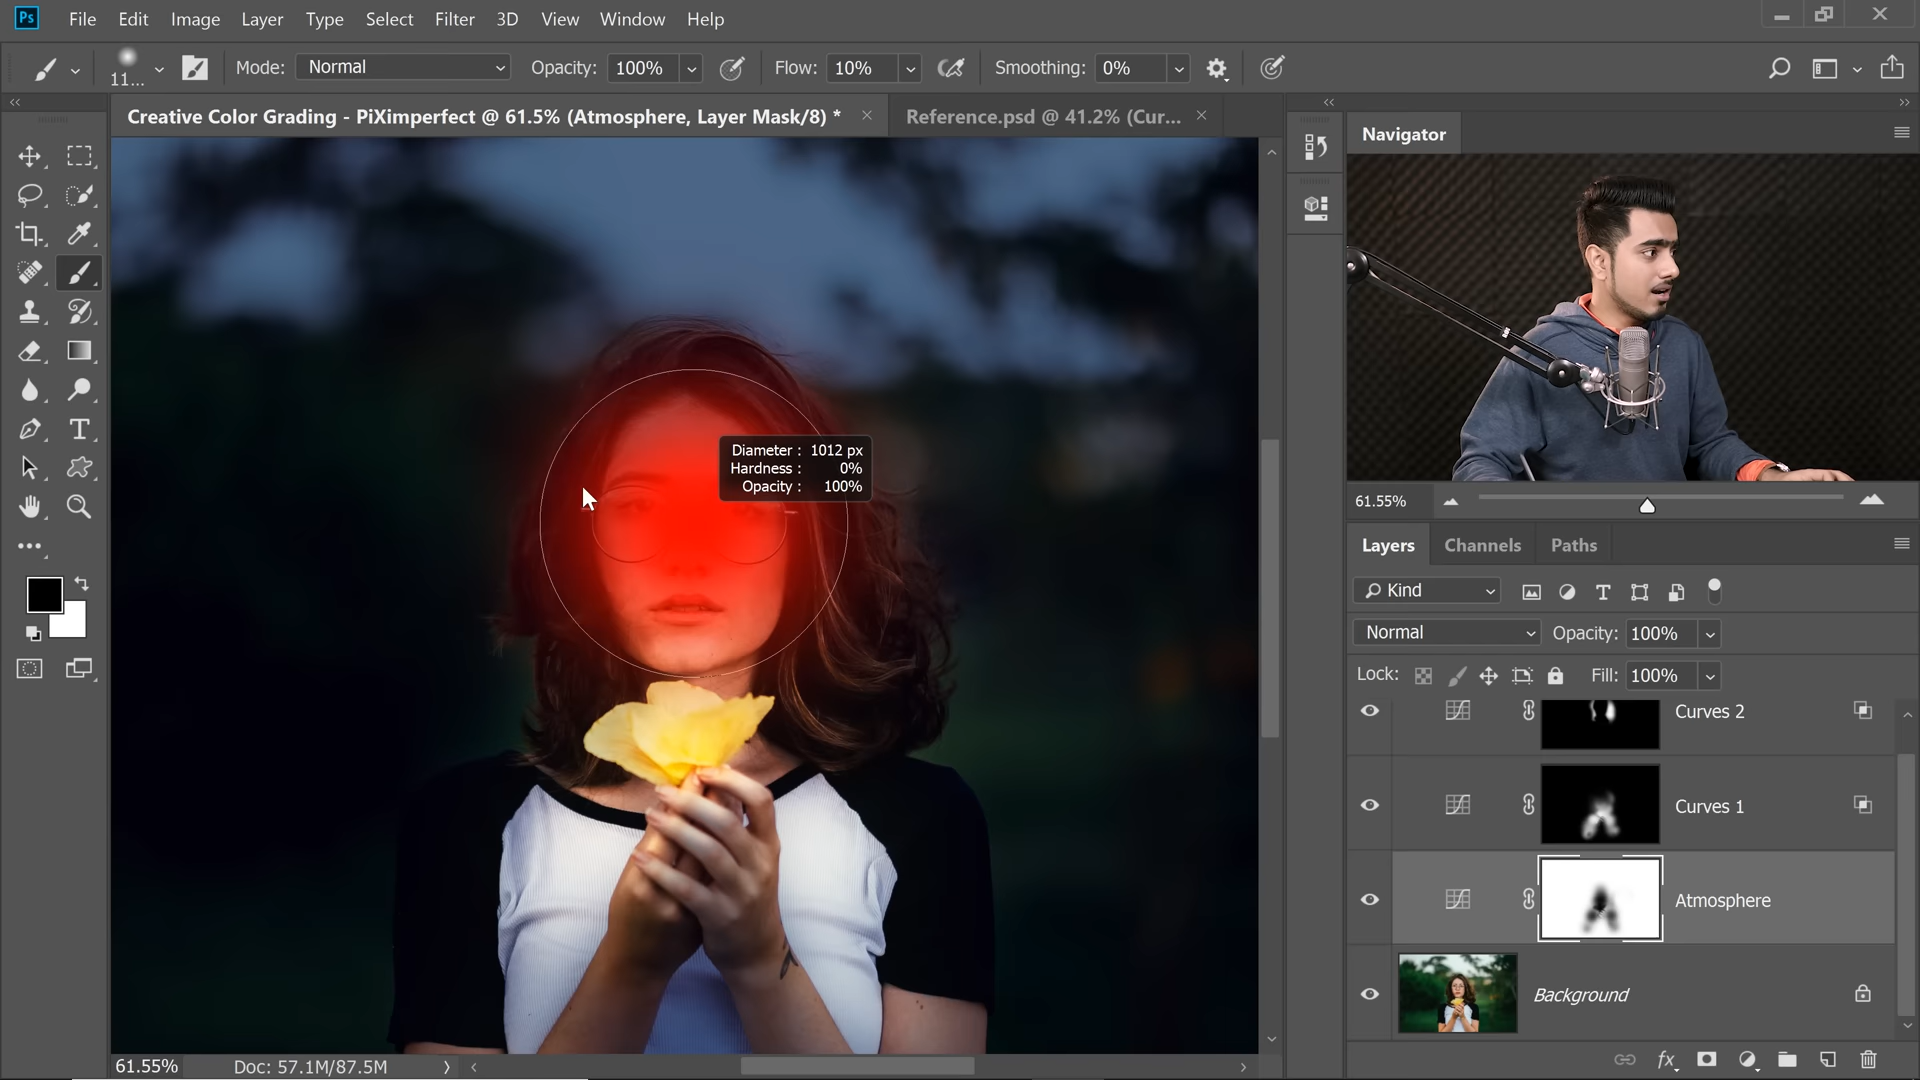 Ps File Edit Image Layer Type Select Filter 3D View Window Help
11... Mode: Normal Opacity: 100% Flow: 10% Smoothing: 0%
Creative Color Grading - PiXimperfect @ 61.5% (Atmosphere, Layer Mask/8) * Reference.psd @ 41.2% (Cur...
Navigator
Diameter : 1012 px
Hardness : 0%
Opacity : 100%
61.55%
Layers Channels Paths
Kind
Normal Opacity: 100%
Lock: Fill: 100%
Curves 2
Curves 1
Atmosphere
Background
fx
61.55% Doc: 57.1M/87.5M